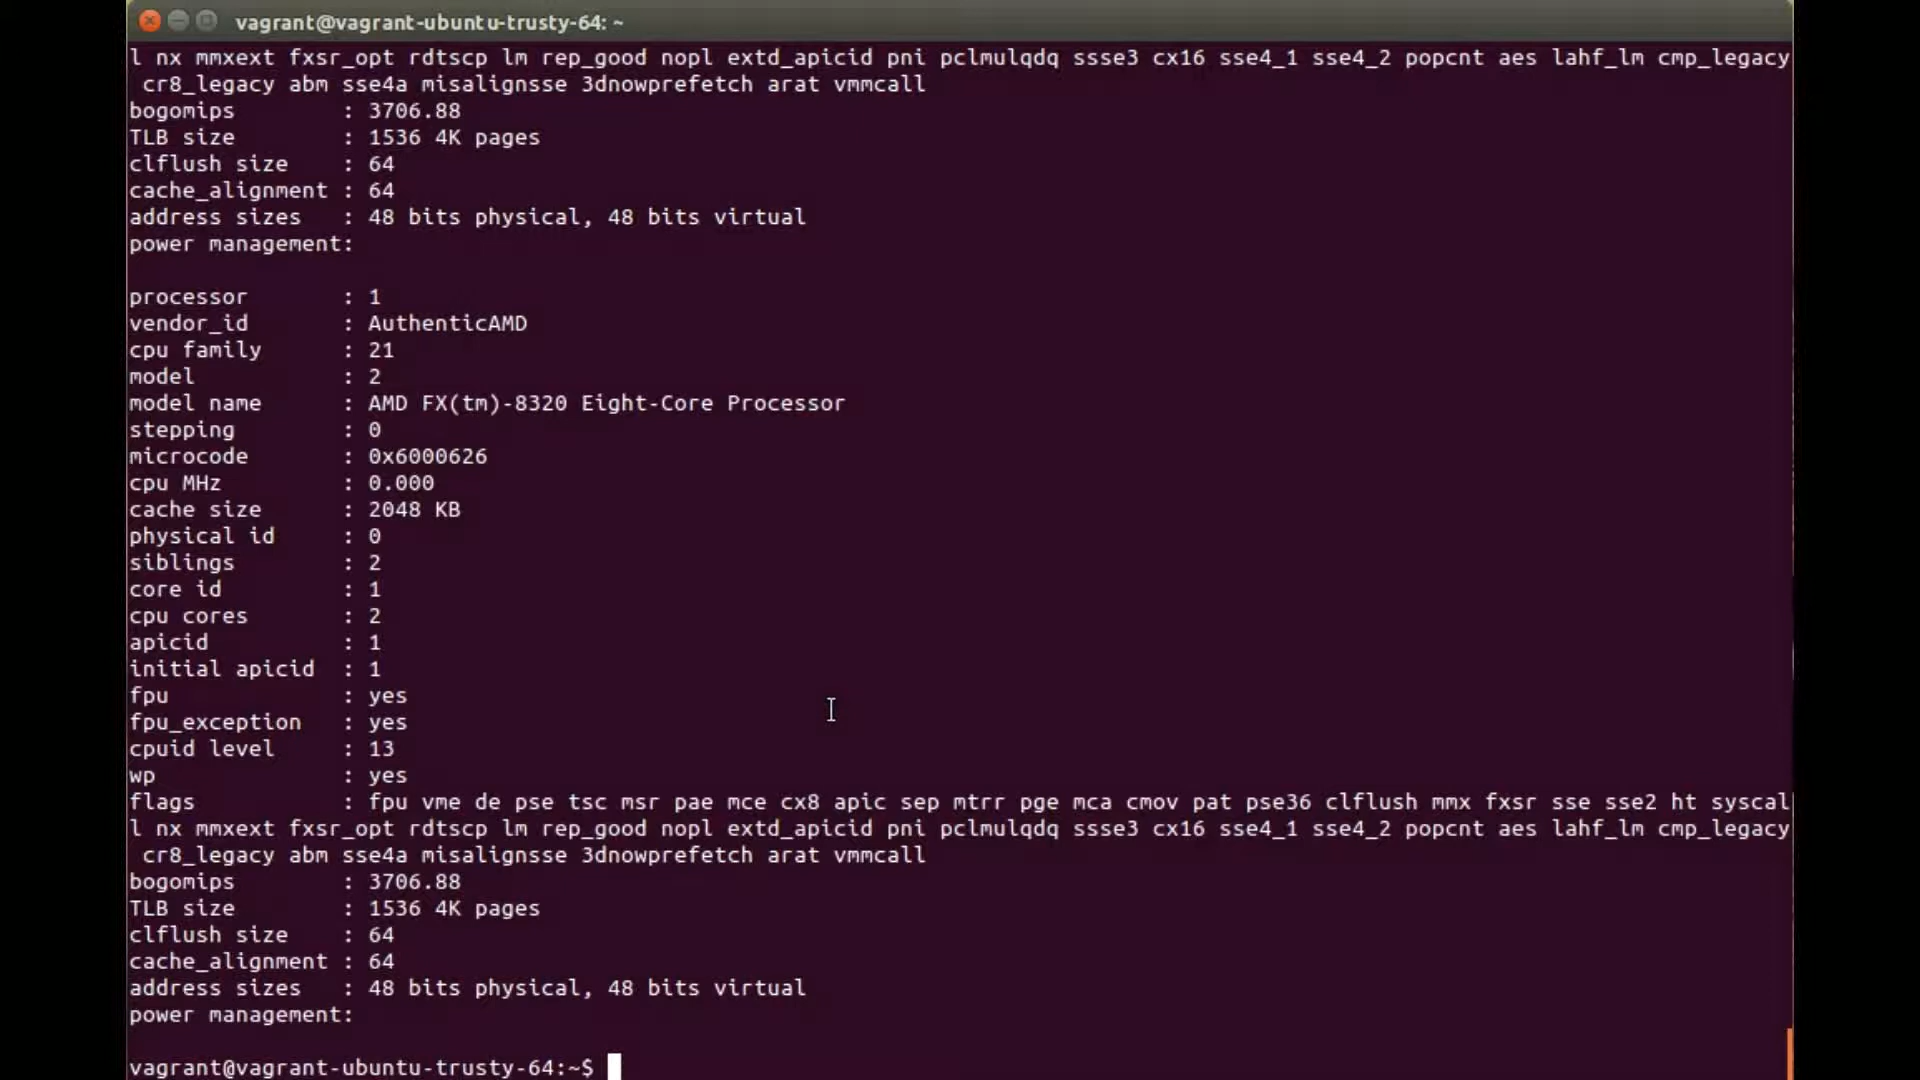 vagrant@vagrant-ubuntu-trusty-64: ~
l nx mmxext fxsr_opt rdtscp lm rep_good nopl extd_apicid pni pclmulqdq ssse3 cx16 sse4_1 sse4_2 popcnt aes lahf_lm cmp_legacy
 cr8_legacy abm sse4a misalignsse 3dnowprefetch arat vmmcall
bogomips        : 3706.88
TLB size        : 1536 4K pages
clflush size    : 64
cache_alignment : 64
address sizes   : 48 bits physical, 48 bits virtual
power management:
processor       : 1
vendor_id       : AuthenticAMD
cpu family      : 21
model           : 2
model name      : AMD FX(tm)-8320 Eight-Core Processor
stepping        : 0
microcode       : 0x6000626
cpu MHz         : 0.000
cache size      : 2048 KB
physical id     : 0
siblings        : 2
core id         : 1
cpu cores       : 2
apicid          : 1
initial apicid  : 1
fpu             : yes
fpu_exception   : yes
cpuid level     : 13
wp              : yes
flags           : fpu vme de pse tsc msr pae mce cx8 apic sep mtrr pge mca cmov pat pse36 clflush mmx fxsr sse sse2 ht syscal
l nx mmxext fxsr_opt rdtscp lm rep_good nopl extd_apicid pni pclmulqdq ssse3 cx16 sse4_1 sse4_2 popcnt aes lahf_lm cmp_legacy
 cr8_legacy abm sse4a misalignsse 3dnowprefetch arat vmmcall
bogomips        : 3706.88
TLB size        : 1536 4K pages
clflush size    : 64
cache_alignment : 64
address sizes   : 48 bits physical, 48 bits virtual
power management:
vagrant@vagrant-ubuntu-trusty-64:~$